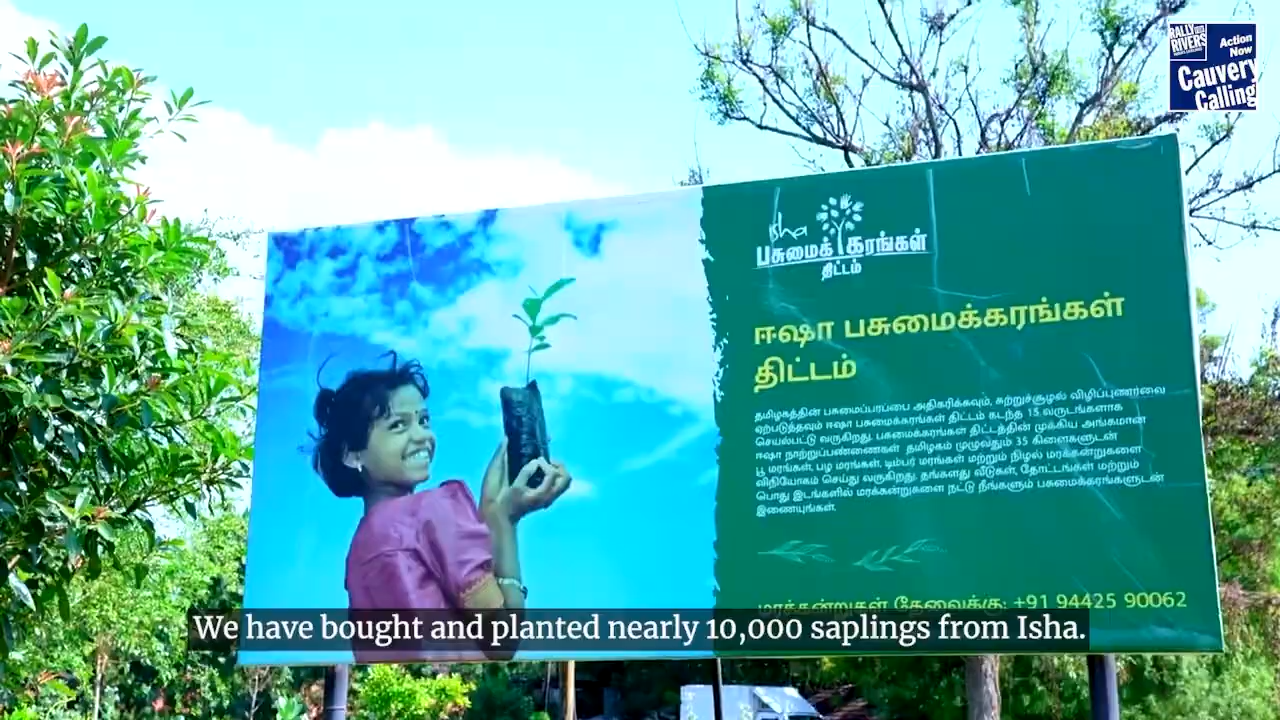 RALLY FOR RIVERS
Action
Now
Cauvery
Calling
Isha
பசுமைக் கரங்கள்
திட்டம்
ஈஷா பசுமைக்கரங்கள்
திட்டம்
தமிழகத்தின் பசுமைப்பரப்பை அதிகரிக்கவும், சுற்றுச்சூழல் விழிப்புணர்வை
ஏற்படுத்தவும் ஈஷா பசுமைக்கரங்கள் திட்டம் கடந்த 15 வருடங்களாக
செயல்பட்டு வருகிறது. பசுமைக்கரங்கள் திட்டத்தின் முக்கிய அங்கமான
ஈஷா நாற்றுப்பண்ணைகள் தமிழகம் முழுவதும் 35 கிளைகளுடன்
பூ மரங்கள், பழ மரங்கள், டிம்பர் மரங்கள் மற்றும் நிழல் மரக்கன்றுகளை
விநியோகம் செய்து வருகிறது. தங்களது வீடுகள், தோட்டங்கள் மற்றும்
பொது இடங்களில் மரக்கன்றுகளை நட்டு நீங்களும் பசுமைக்கரங்களுடன்
இணையுங்கள்.
மரக்கன்றுகள் தேவைக்கு: +91 94425 90062
We have bought and planted nearly 10,000 saplings from Isha.